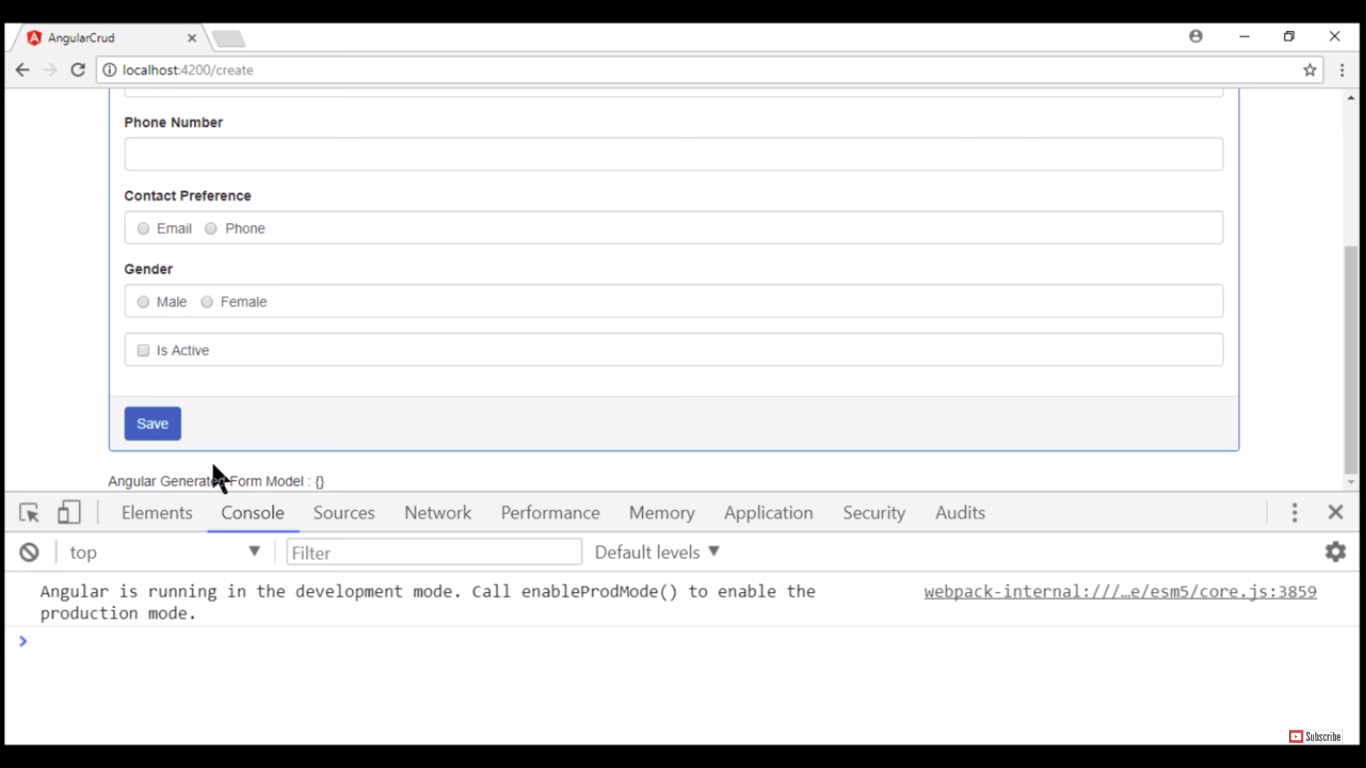 AngularCrud
localhost:4200/create
Phone Number
Contact Preference
Email Phone
Gender
Male Female
Is Active
Save
Angular Generated Form Model : {}
Elements Console Sources Network Performance Memory Application Security Audits
top Filter Default levels
Angular is running in the development mode. Call enableProdMode() to enable the webpack-internal:///…e/esm5/core.js:3859
production mode.
Subscribe